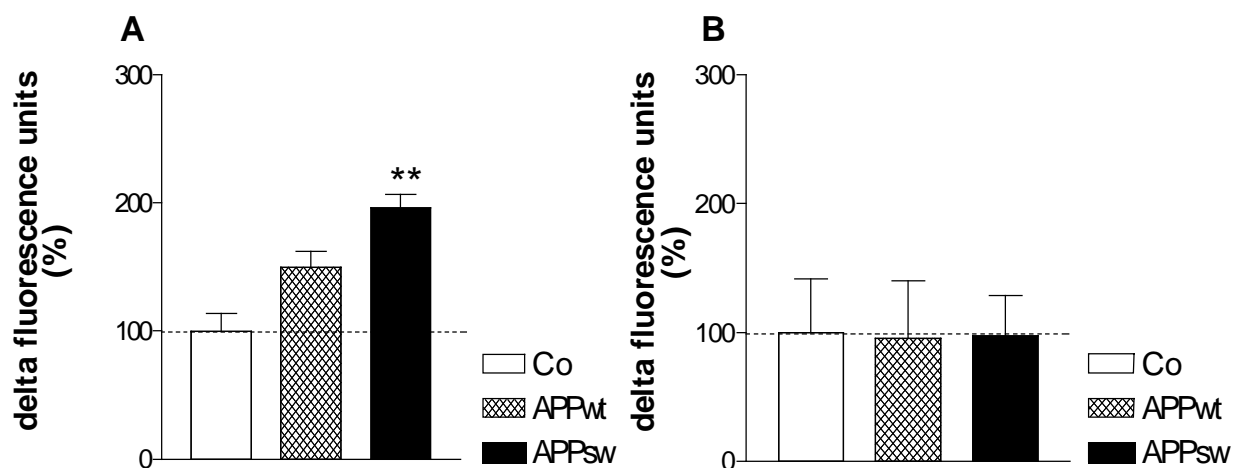 A
delta fluorescence units
(%)
300
200
100
0
**
Co
APPwt
APPsw
B
delta fluorescence units
(%)
300
200
100
0
Co
APPwt
APPsw